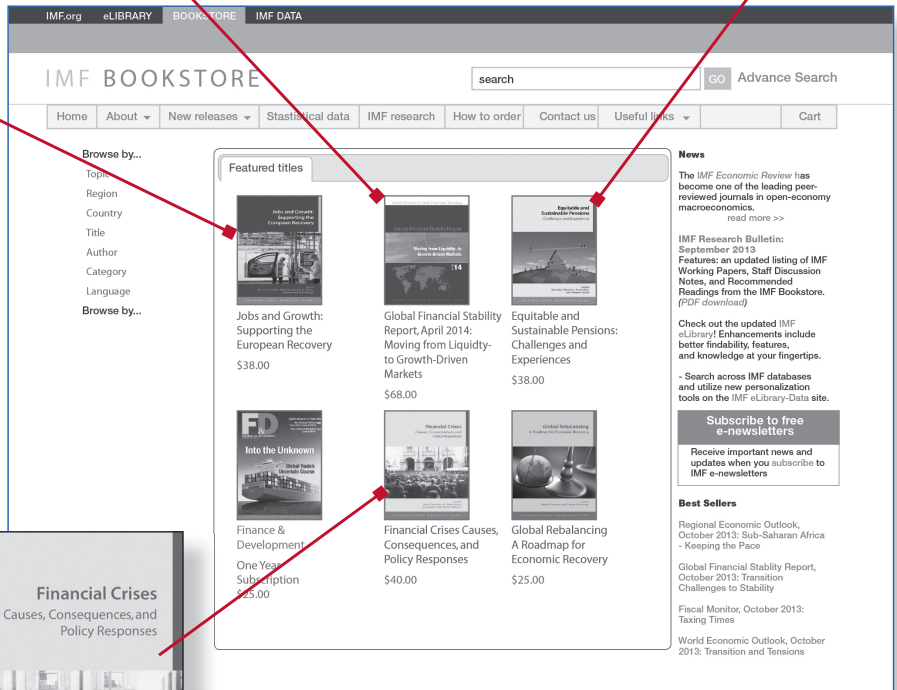 IMF.org eLIBRARY BOOKSTORE IMF DATA
IMF BOOKSTORE
search
GO Advance Search
Home About New releases Stastistical data IMF research How to order Contact us Useful links Cart
Browse by...
Topic
Region
Country
Title
Author
Category
Language
Browse by...
Featured titles
Jobs and Growth:
Supporting the
European Recovery
Jobs and Growth:
Supporting the
European Recovery
$38.00
Global Financial Stability Report
Moving from Liquidity- to
Growth-Driven Markets
14
Global Financial Stability
Report, April 2014:
Moving from Liquidty-
to Growth-Driven
Markets
$68.00
Equitable and
Sustainable Pensions
Challenges and Experience
Equitable and
Sustainable Pensions:
Challenges and
Experiences
$38.00
F&D
Into the Unknown
Global Trade's
Uncertain Course
Finance &
Development
One Year
Subscription
$25.00
Financial Crises
Causes, Consequences, and
Policy Responses
Financial Crises Causes,
Consequences, and
Policy Responses
$40.00
Global Rebalancing
A Roadmap for Economic Recovery
Global Rebalancing
A Roadmap for
Economic Recovery
$25.00
News
The IMF Economic Review has
become one of the leading peer-
reviewed journals in open-economy
macroeconomics.
read more >>
IMF Research Bulletin:
September 2013
Features: an updated listing of IMF
Working Papers, Staff Discussion
Notes, and Recommended
Readings from the IMF Bookstore.
(PDF download)
Check out the updated IMF
eLibrary! Enhancements include
better findability, features,
and knowledge at your fingertips.
- Search across IMF databases
and utilize new personalization
tools on the IMF eLibrary-Data site.
Subscribe to free
e-newsletters
Receive important news and
updates when you subscribe to
IMF e-newsletters
Best Sellers
Regional Economic Outlook,
October 2013: Sub-Saharan Africa
- Keeping the Pace
Global Financial Stablity Report,
October 2013: Transition
Challenges to Stability
Fiscal Monitor, October 2013:
Taxing Times
World Economic Outlook, October
2013: Transition and Tensions
Financial Crises
Causes, Consequences, and
Policy Responses